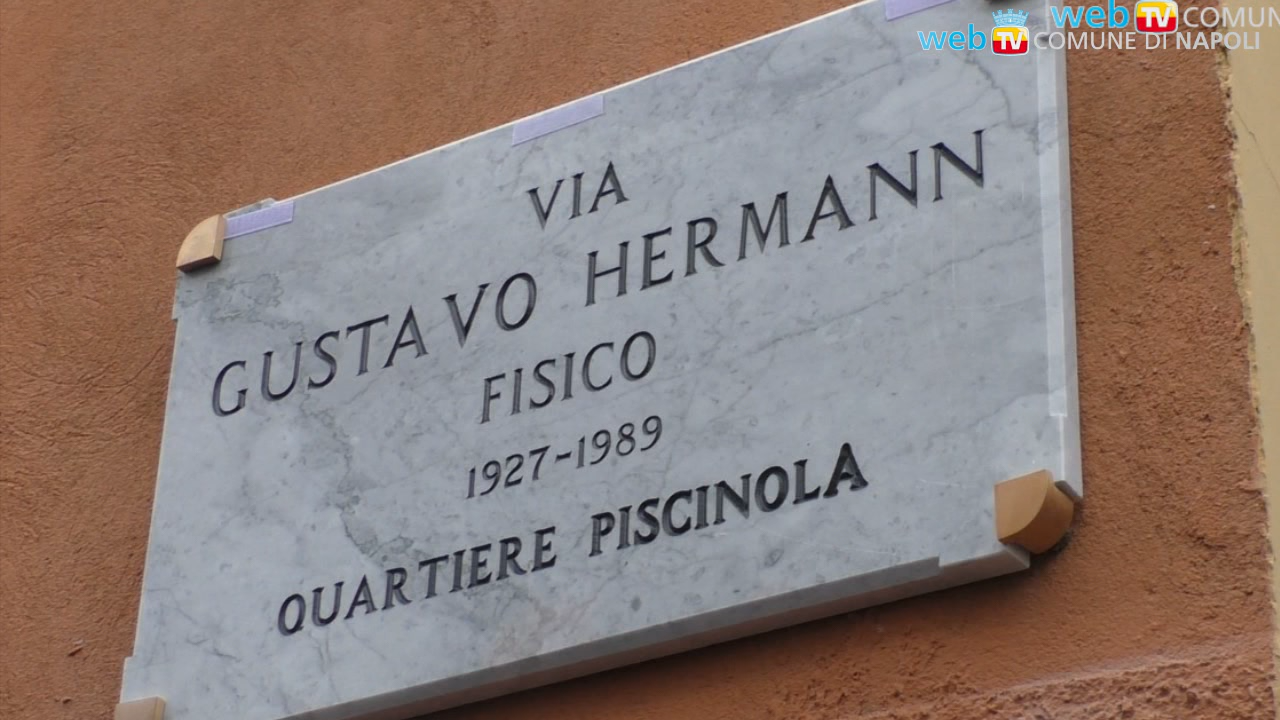 web TV COMUN
web TV COMUNE DI NAPOLI
VIA
GUSTAVO HERMANN
FISICO
1927-1989
QUARTIERE PISCINOLA